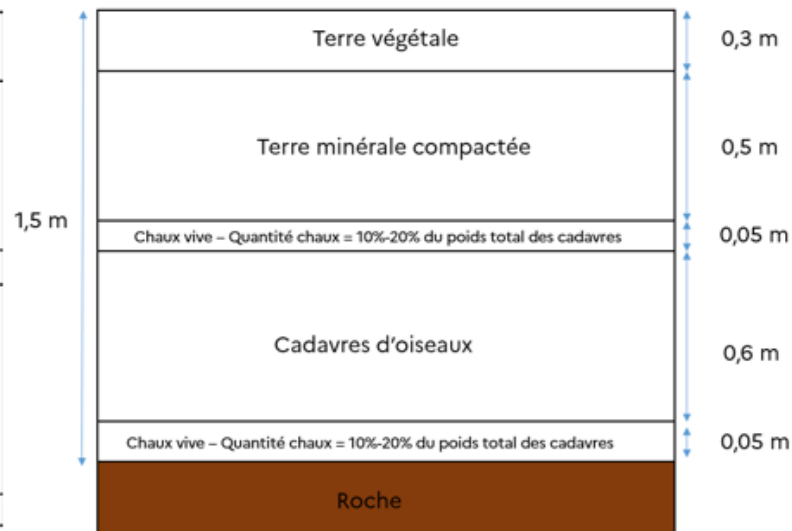 Terre végétale
0,3 m
Terre minérale compactée
0,5 m
1,5 m
Chaux vive – Quantité chaux = 10%-20% du poids total des cadavres
0,05 m
Cadavres d'oiseaux
0,6 m
Chaux vive – Quantité chaux = 10%-20% du poids total des cadavres
0,05 m
Roche